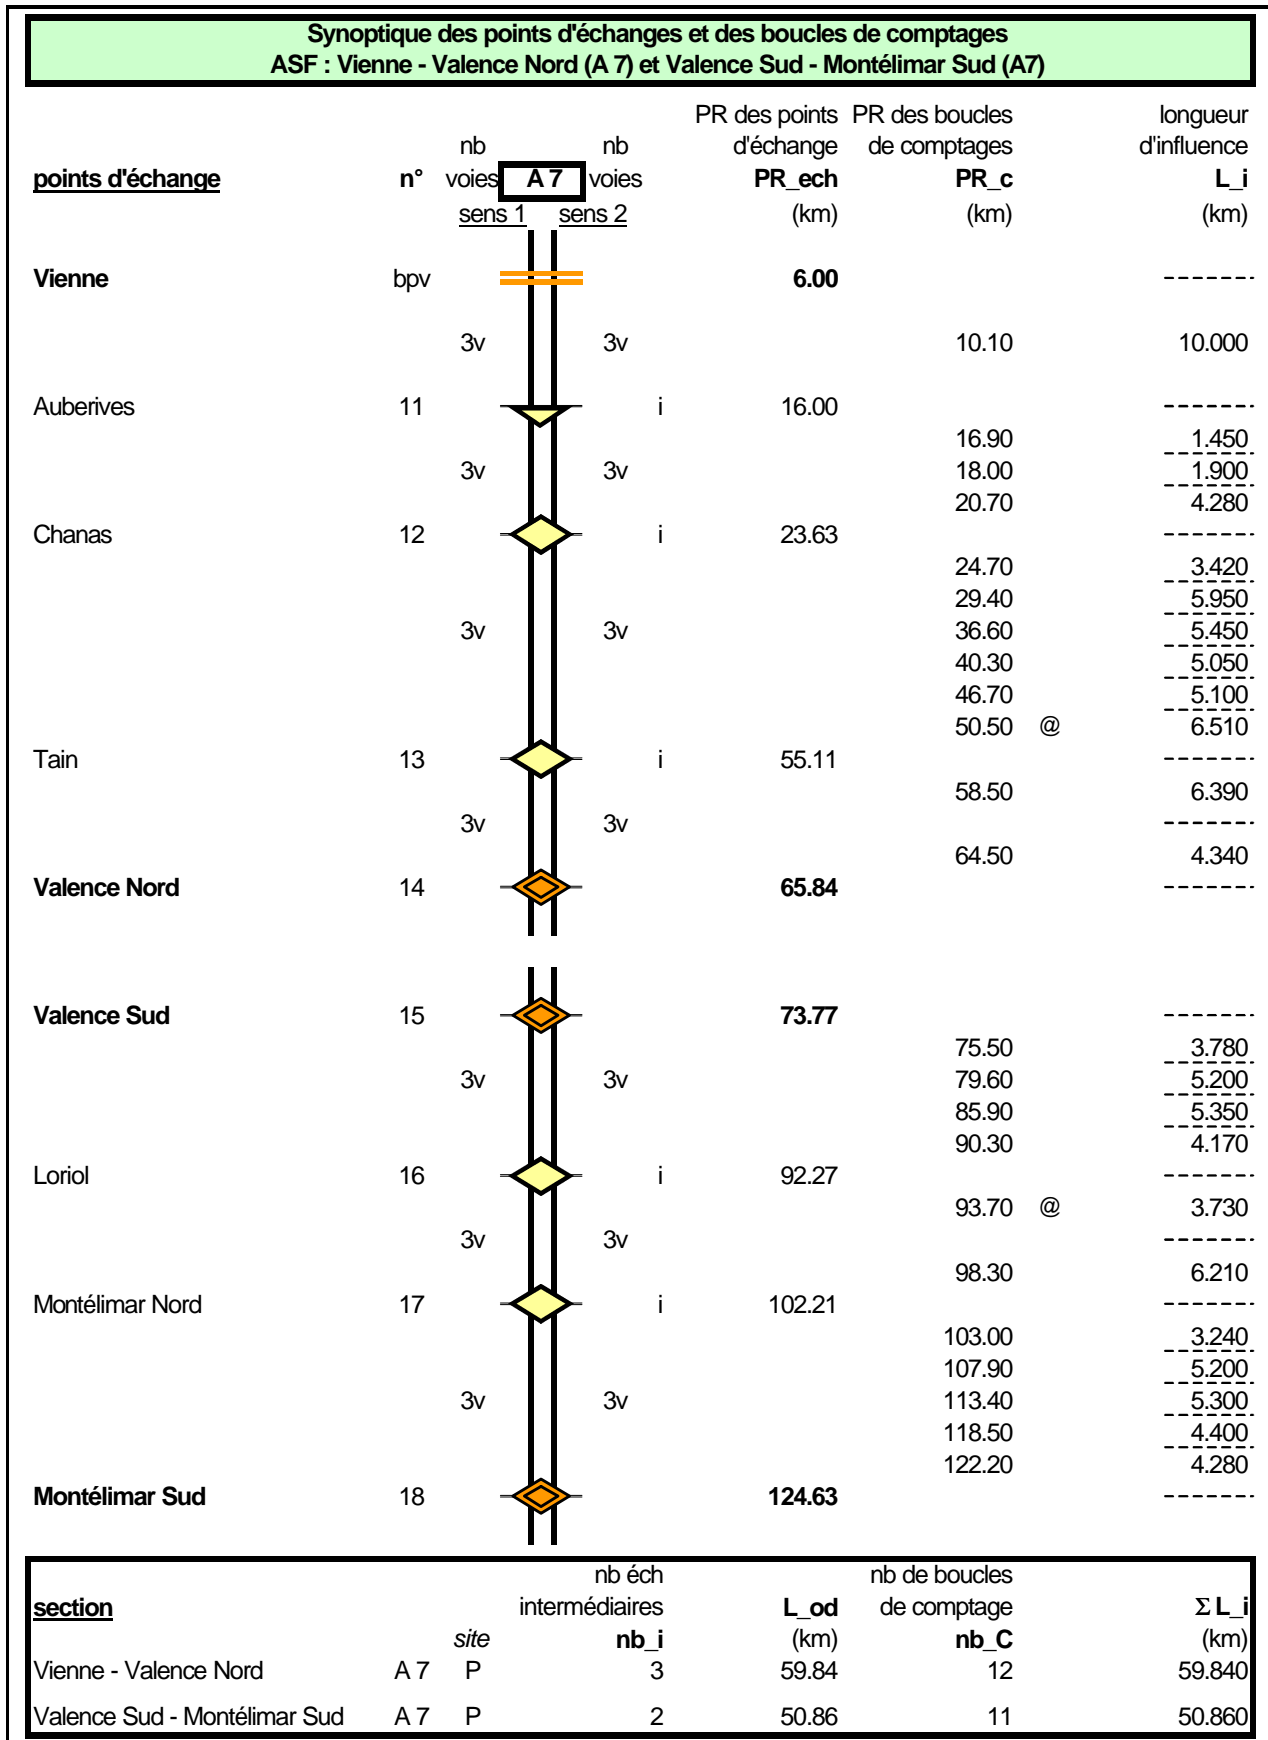 Synoptique des points d'échanges et des boucles de comptages
ASF : Vienne - Valence Nord (A 7) et Valence Sud - Montélimar Sud (A7)
PR des points PR des boucles longueur
nb nb d'échange de comptages d'influence
points d'échange n° voies A 7 voies PR_ech PR_c L_i
sens 1 sens 2 (km) (km) (km)
Vienne bpv 6.00 -------
3v 3v 10.10 10.000
Auberives 11 i 16.00 -------
16.90 1.450
3v 3v 18.00 1.900
20.70 4.280
Chanas 12 i 23.63 -------
24.70 3.420
29.40 5.950
3v 3v 36.60 5.450
40.30 5.050
46.70 5.100
50.50 @ 6.510
Tain 13 i 55.11 -------
58.50 6.390
3v 3v -------
64.50 4.340
Valence Nord 14 65.84 -------
Valence Sud 15 73.77 -------
75.50 3.780
3v 3v 79.60 5.200
85.90 5.350
90.30 4.170
Loriol 16 i 92.27 -------
93.70 @ 3.730
3v 3v -------
98.30 6.210
Montélimar Nord 17 i 102.21 -------
103.00 3.240
107.90 5.200
3v 3v 113.40 5.300
118.50 4.400
122.20 4.280
Montélimar Sud 18 124.63 -------
nb éch nb de boucles
section intermédiaires L_od de comptage Σ L_i
site nb_i (km) nb_C (km)
Vienne - Valence Nord A 7 P 3 59.84 12 59.840
Valence Sud - Montélimar Sud A 7 P 2 50.86 11 50.860